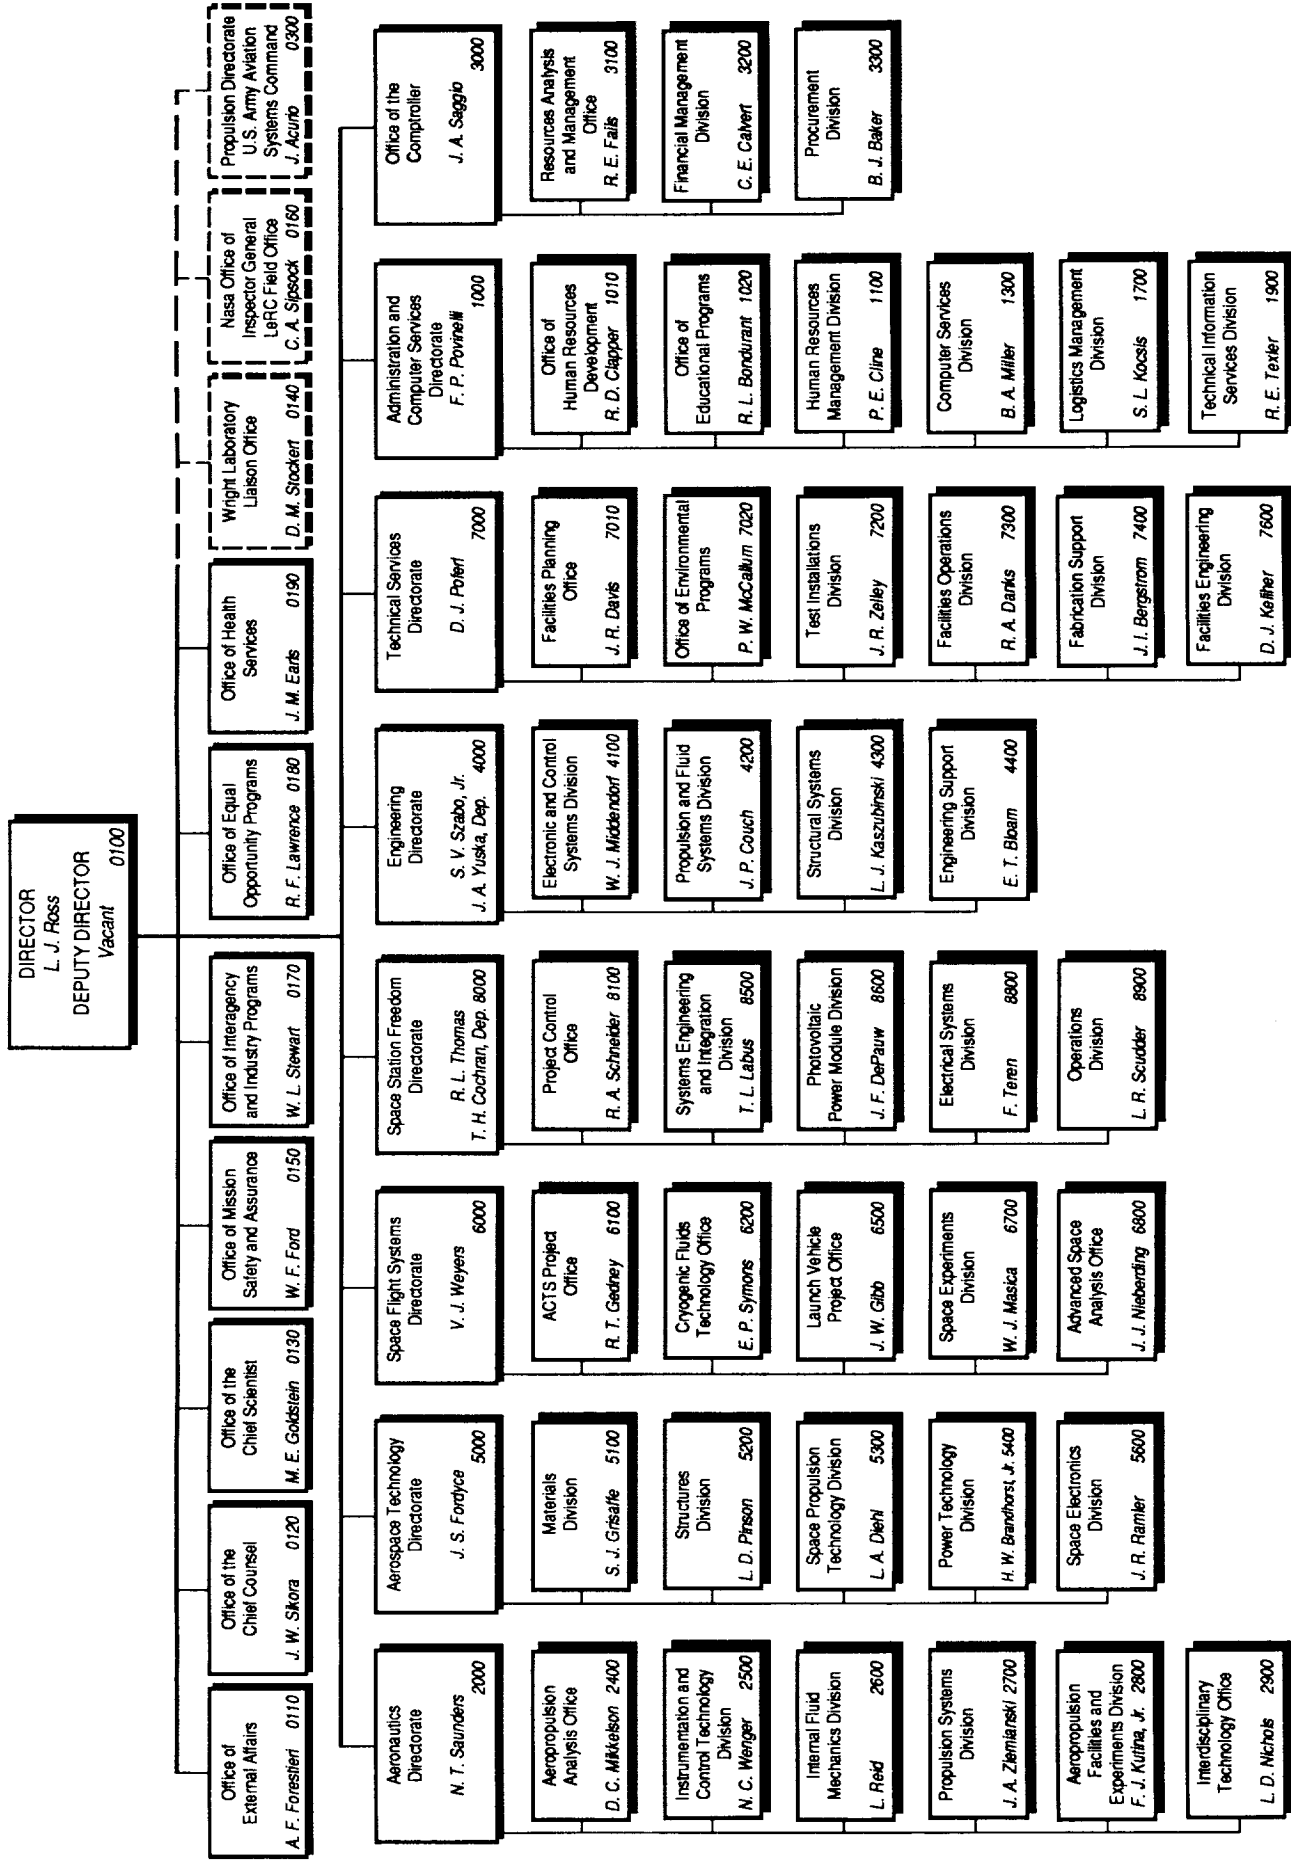 DIRECTOR
L. J. Ross
DEPUTY DIRECTOR
Vacant
0100
Office of
External Affairs
A. F. Forestieri 0110
Office of the
Chief Counsel
J. W. Sikora 0120
Office of the
Chief Scientist
M. E. Goldstein 0130
Office of Mission
Safety and Assurance
W. F. Ford 0150
Office of Interagency
and Industry Programs
W. L. Stewart 0170
Office of Equal
Opportunity Programs
R. F. Lawrence 0180
Office of Health
Services
J. M. Earls 0190
Wright Laboratory
Liaison Office
D. M. Stockert 0140
Nasa Office of
Inspector General
LeRC Field Office
C. A. Sipsock 0160
Propulsion Directorate
U.S. Army Aviation
Systems Command
J. Acurio 0300
Aeronautics
Directorate
N. T. Saunders
2000
Aeropropulsion
Analysis Office
D. C. Mikkelson 2400
Instrumentation and
Control Technology
Division
N. C. Wenger 2500
Internal Fluid
Mechanics Division
L. Reid 2600
Propulsion Systems
Division
J. A. Ziemianski 2700
Aeropropulsion
Facilities and
Experiments Division
F. J. Kutina, Jr. 2800
Interdisciplinary
Technology Office
L. D. Nichols 2900
Aerospace Technology
Directorate
J. S. Fordyce
5000
Materials
Division
S. J. Grisaffe 5100
Structures
Division
L. D. Pinson 5200
Space Propulsion
Technology Division
L. A. Diehl 5300
Power Technology
Division
H. W. Brandhorst, Jr. 5400
Space Electronics
Division
J. R. Ramler 5600
Space Flight Systems
Directorate
V. J. Weyers
6000
ACTS Project
Office
R. T. Gedney 6100
Cryogenic Fluids
Technology Office
E. P. Symons 6200
Launch Vehicle
Project Office
J. W. Gibb 6500
Space Experiments
Division
W. J. Masica 6700
Advanced Space
Analysis Office
J. J. Nieberding 6800
Space Station Freedom
Directorate
R. L. Thomas
T. H. Cochran, Dep. 8000
Project Control
Office
R. A. Schneider 8100
Systems Engineering
and Integration
Division
T. L. Labus 8500
Photovoltaic
Power Module Division
J. F. DePauw 8600
Electrical Systems
Division
F. Teren 8800
Operations
Division
L. R. Scudder 8900
Engineering
Directorate
S. V. Szabo, Jr.
J. A. Yuska, Dep. 4000
Electronic and Control
Systems Division
W. J. Middendorf 4100
Propulsion and Fluid
Systems Division
J. P. Couch 4200
Structural Systems
Division
L. J. Kaszubinski 4300
Engineering Support
Division
E. T. Bloam 4400
Technical Services
Directorate
D. J. Poferl
7000
Facilities Planning
Office
J. R. Davis 7010
Office of Environmental
Programs
P. W. McCallum 7020
Test Installations
Division
J. R. Zelley 7200
Facilities Operations
Division
R. A. Danks 7300
Fabrication Support
Division
J. I. Bergstrom 7400
Facilities Engineering
Division
D. J. Keliher 7600
Administration and
Computer Services
Directorate
F. P. Povinelli
1000
Office of
Human Resources
Development
R. D. Clapper 1010
Office of
Educational Programs
R. L. Bondurant 1020
Human Resources
Management Division
P. E. Cline 1100
Computer Services
Division
B. A. Miller 1300
Logistics Management
Division
S. L. Kocsis 1700
Technical Information
Services Division
R. E. Texler 1900
Office of the
Comptroller
J. A. Saggio
3000
Resources Analysis
and Management
Office
R. E. Fails 3100
Financial Management
Division
C. E. Calvert 3200
Procurement
Division
B. J. Baker 3300